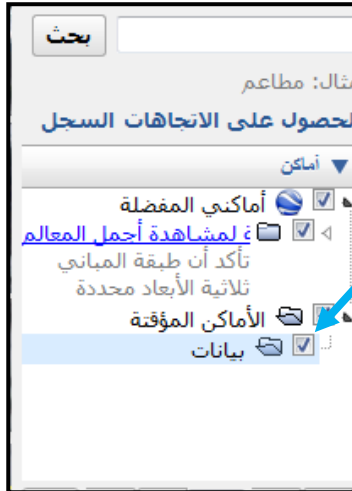 بحث
مثال: مطاعم
لحصول على الاتجاهات السجل
▼ أماكن
أماكني المفضلة
لمشاهدة أجمل المعالم
تأكد أن طبقة المباني
ثلاثية الأبعاد محددة
الأماكن المؤقتة
بيانات